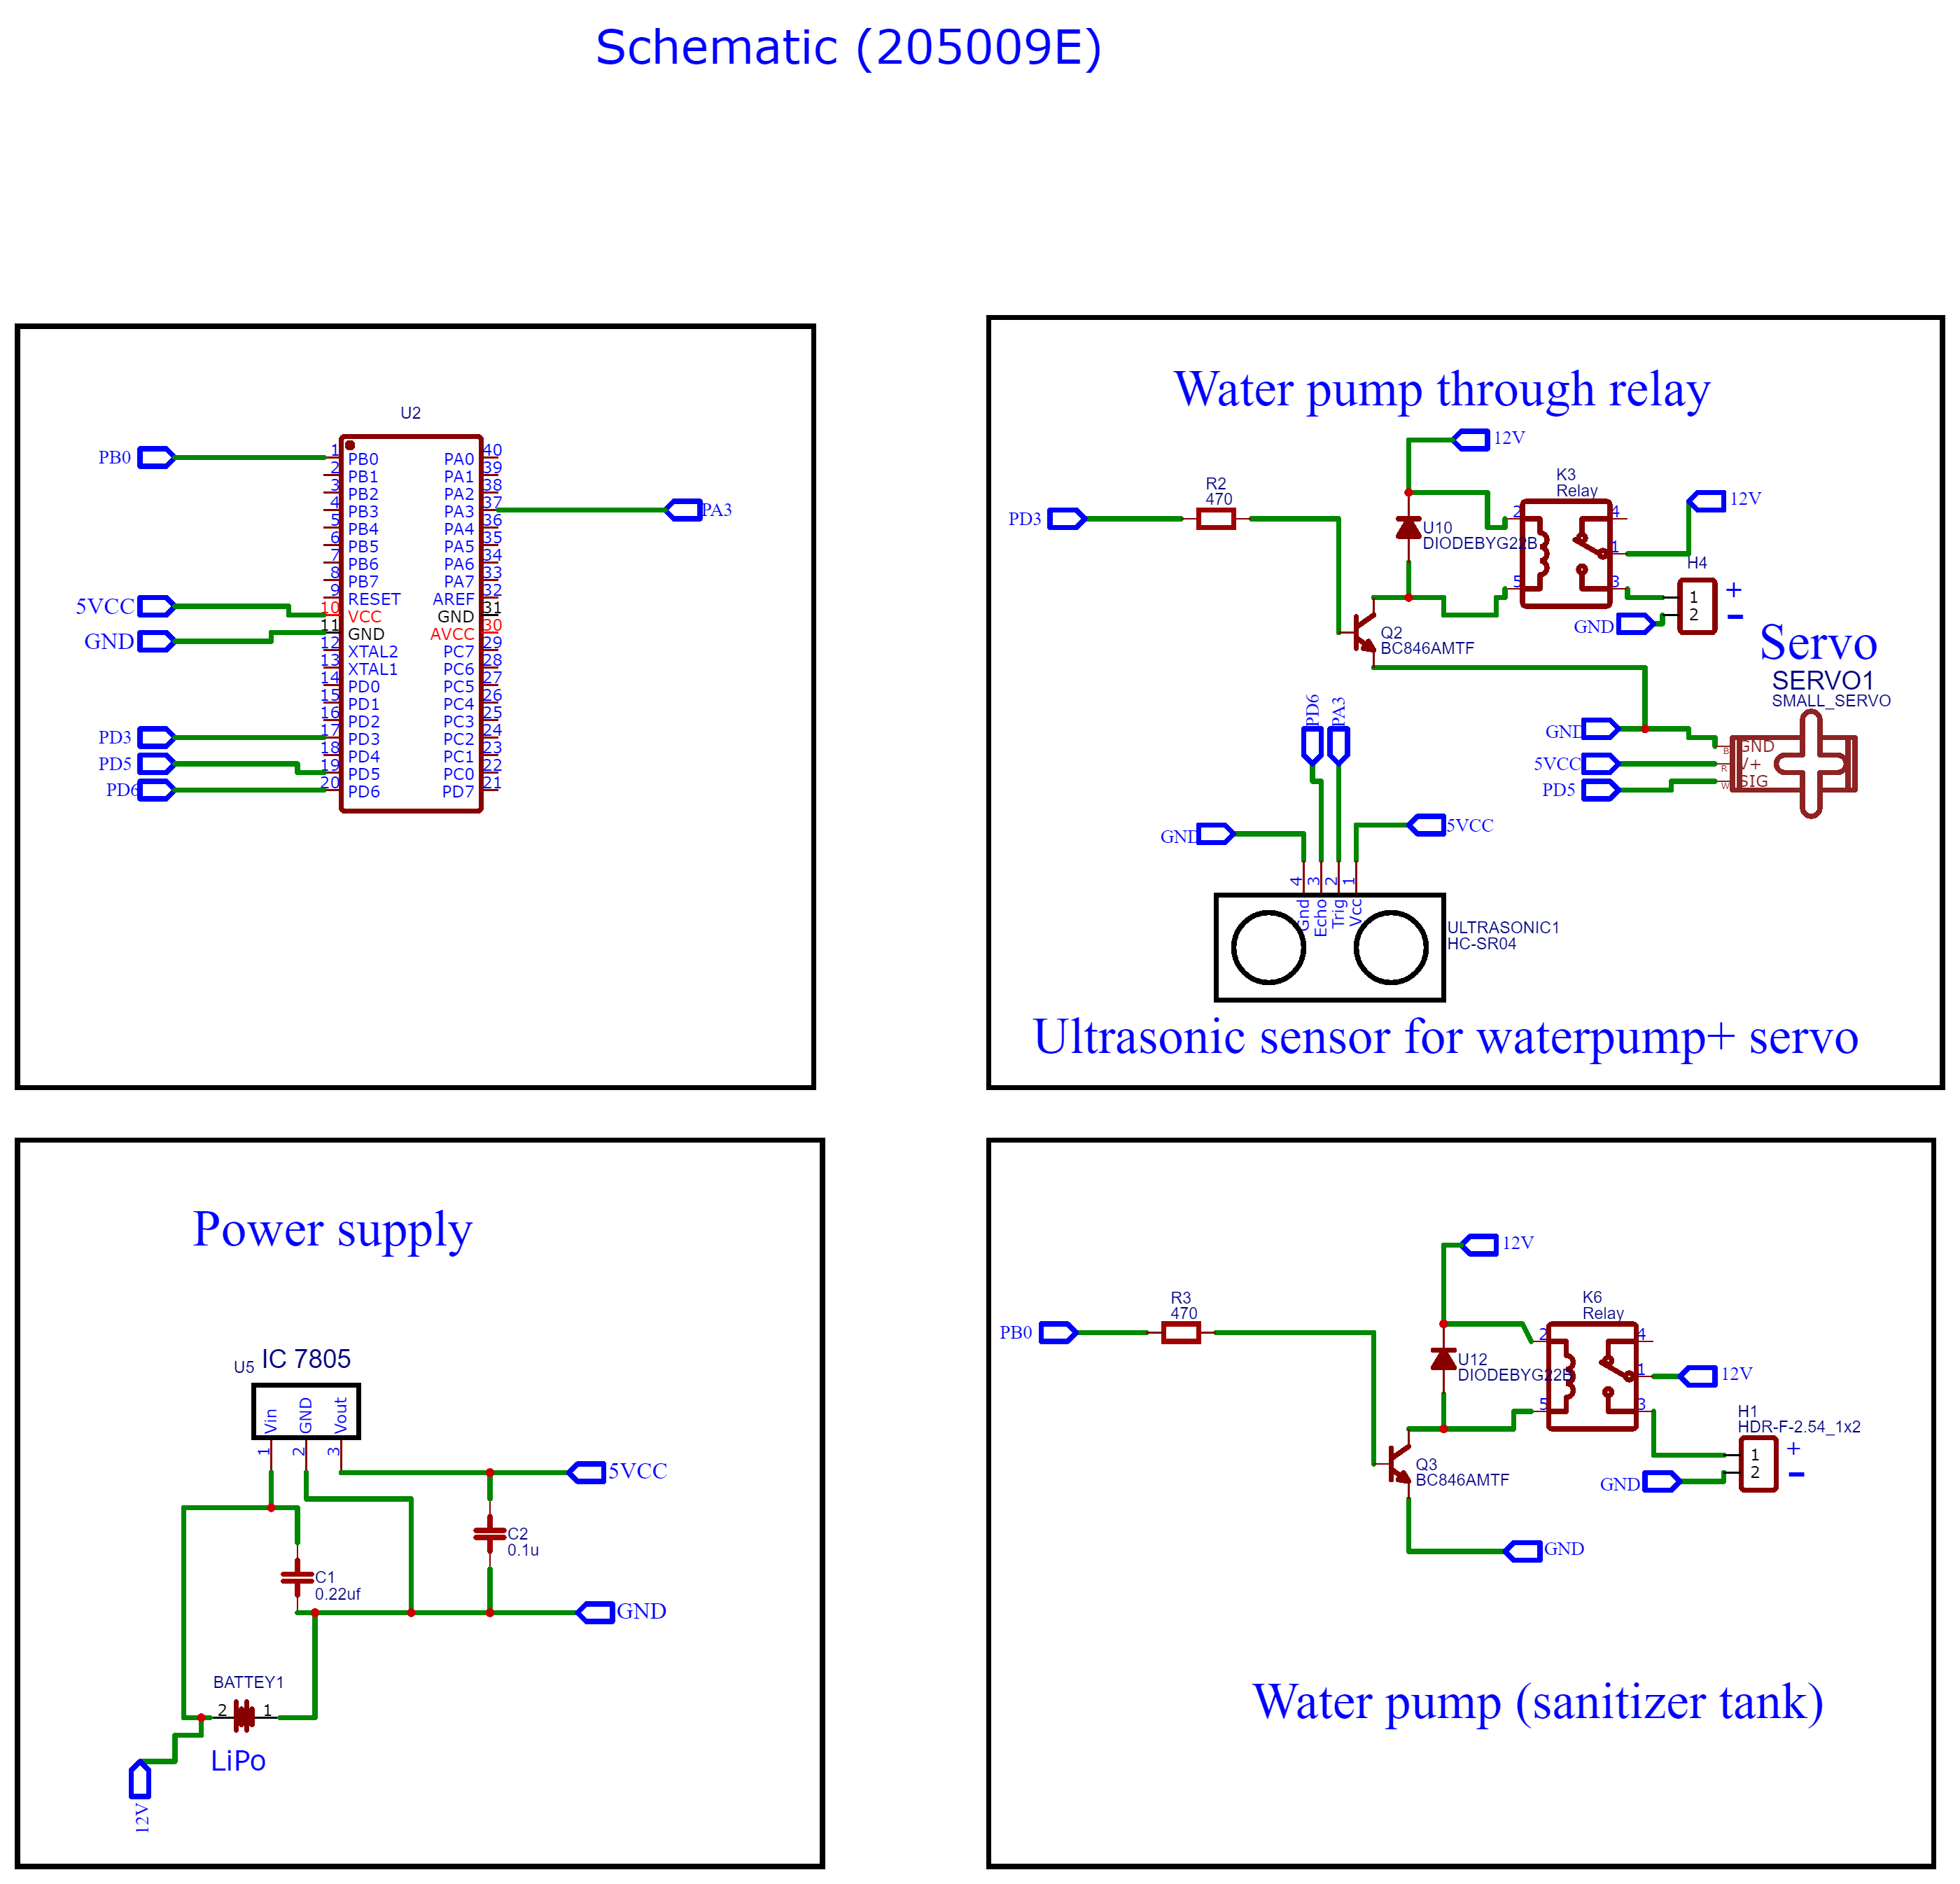 Schematic (205009E)
U2
PB0
5VCC
GND
PD3
PD5
PD6
PA3
1 PB0
2 PB1
3 PB2
4 PB3
5 PB4
6 PB5
7 PB6
8 PB7
9 RESET
10 VCC
11 GND
12 XTAL2
13 XTAL1
14 PD0
15 PD1
16 PD2
17 PD3
18 PD4
19 PD5
20 PD6
PA0 40
PA1 39
PA2 38
PA3 37
PA4 36
PA5 35
PA6 34
PA7 33
AREF 32
GND 31
AVCC 30
PC7 29
PC6 28
PC5 27
PC4 26
PC3 25
PC2 24
PC1 23
PC0 22
PD7 21
Water pump through relay
12V
R2
470
PD3
U10
DIODEBYG22B
K3
Relay
2
5
4
1
3
12V
H4
1
2
+
-
GND
Q2
BC846AMTF
Servo
SERVO1
SMALL_SERVO
GND
5VCC
PD5
B GND
R V+
W SIG
PD6
PA3
GND
5VCC
4
3
2
1
Gnd
Echo
Trig
Vcc
ULTRASONIC1
HC-SR04
Ultrasonic sensor for waterpump+ servo
Power supply
U5 IC 7805
Vin
GND
Vout
1
2
3
5VCC
C2
0.1u
C1
0.22uf
GND
BATTEY1
2
1
LiPo
12V
12V
R3
470
PB0
U12
DIODEBYG22B
K6
Relay
2
5
4
1
3
12V
H1
HDR-F-2.54_1x2
1
2
+
-
GND
Q3
BC846AMTF
GND
Water pump (sanitizer tank)